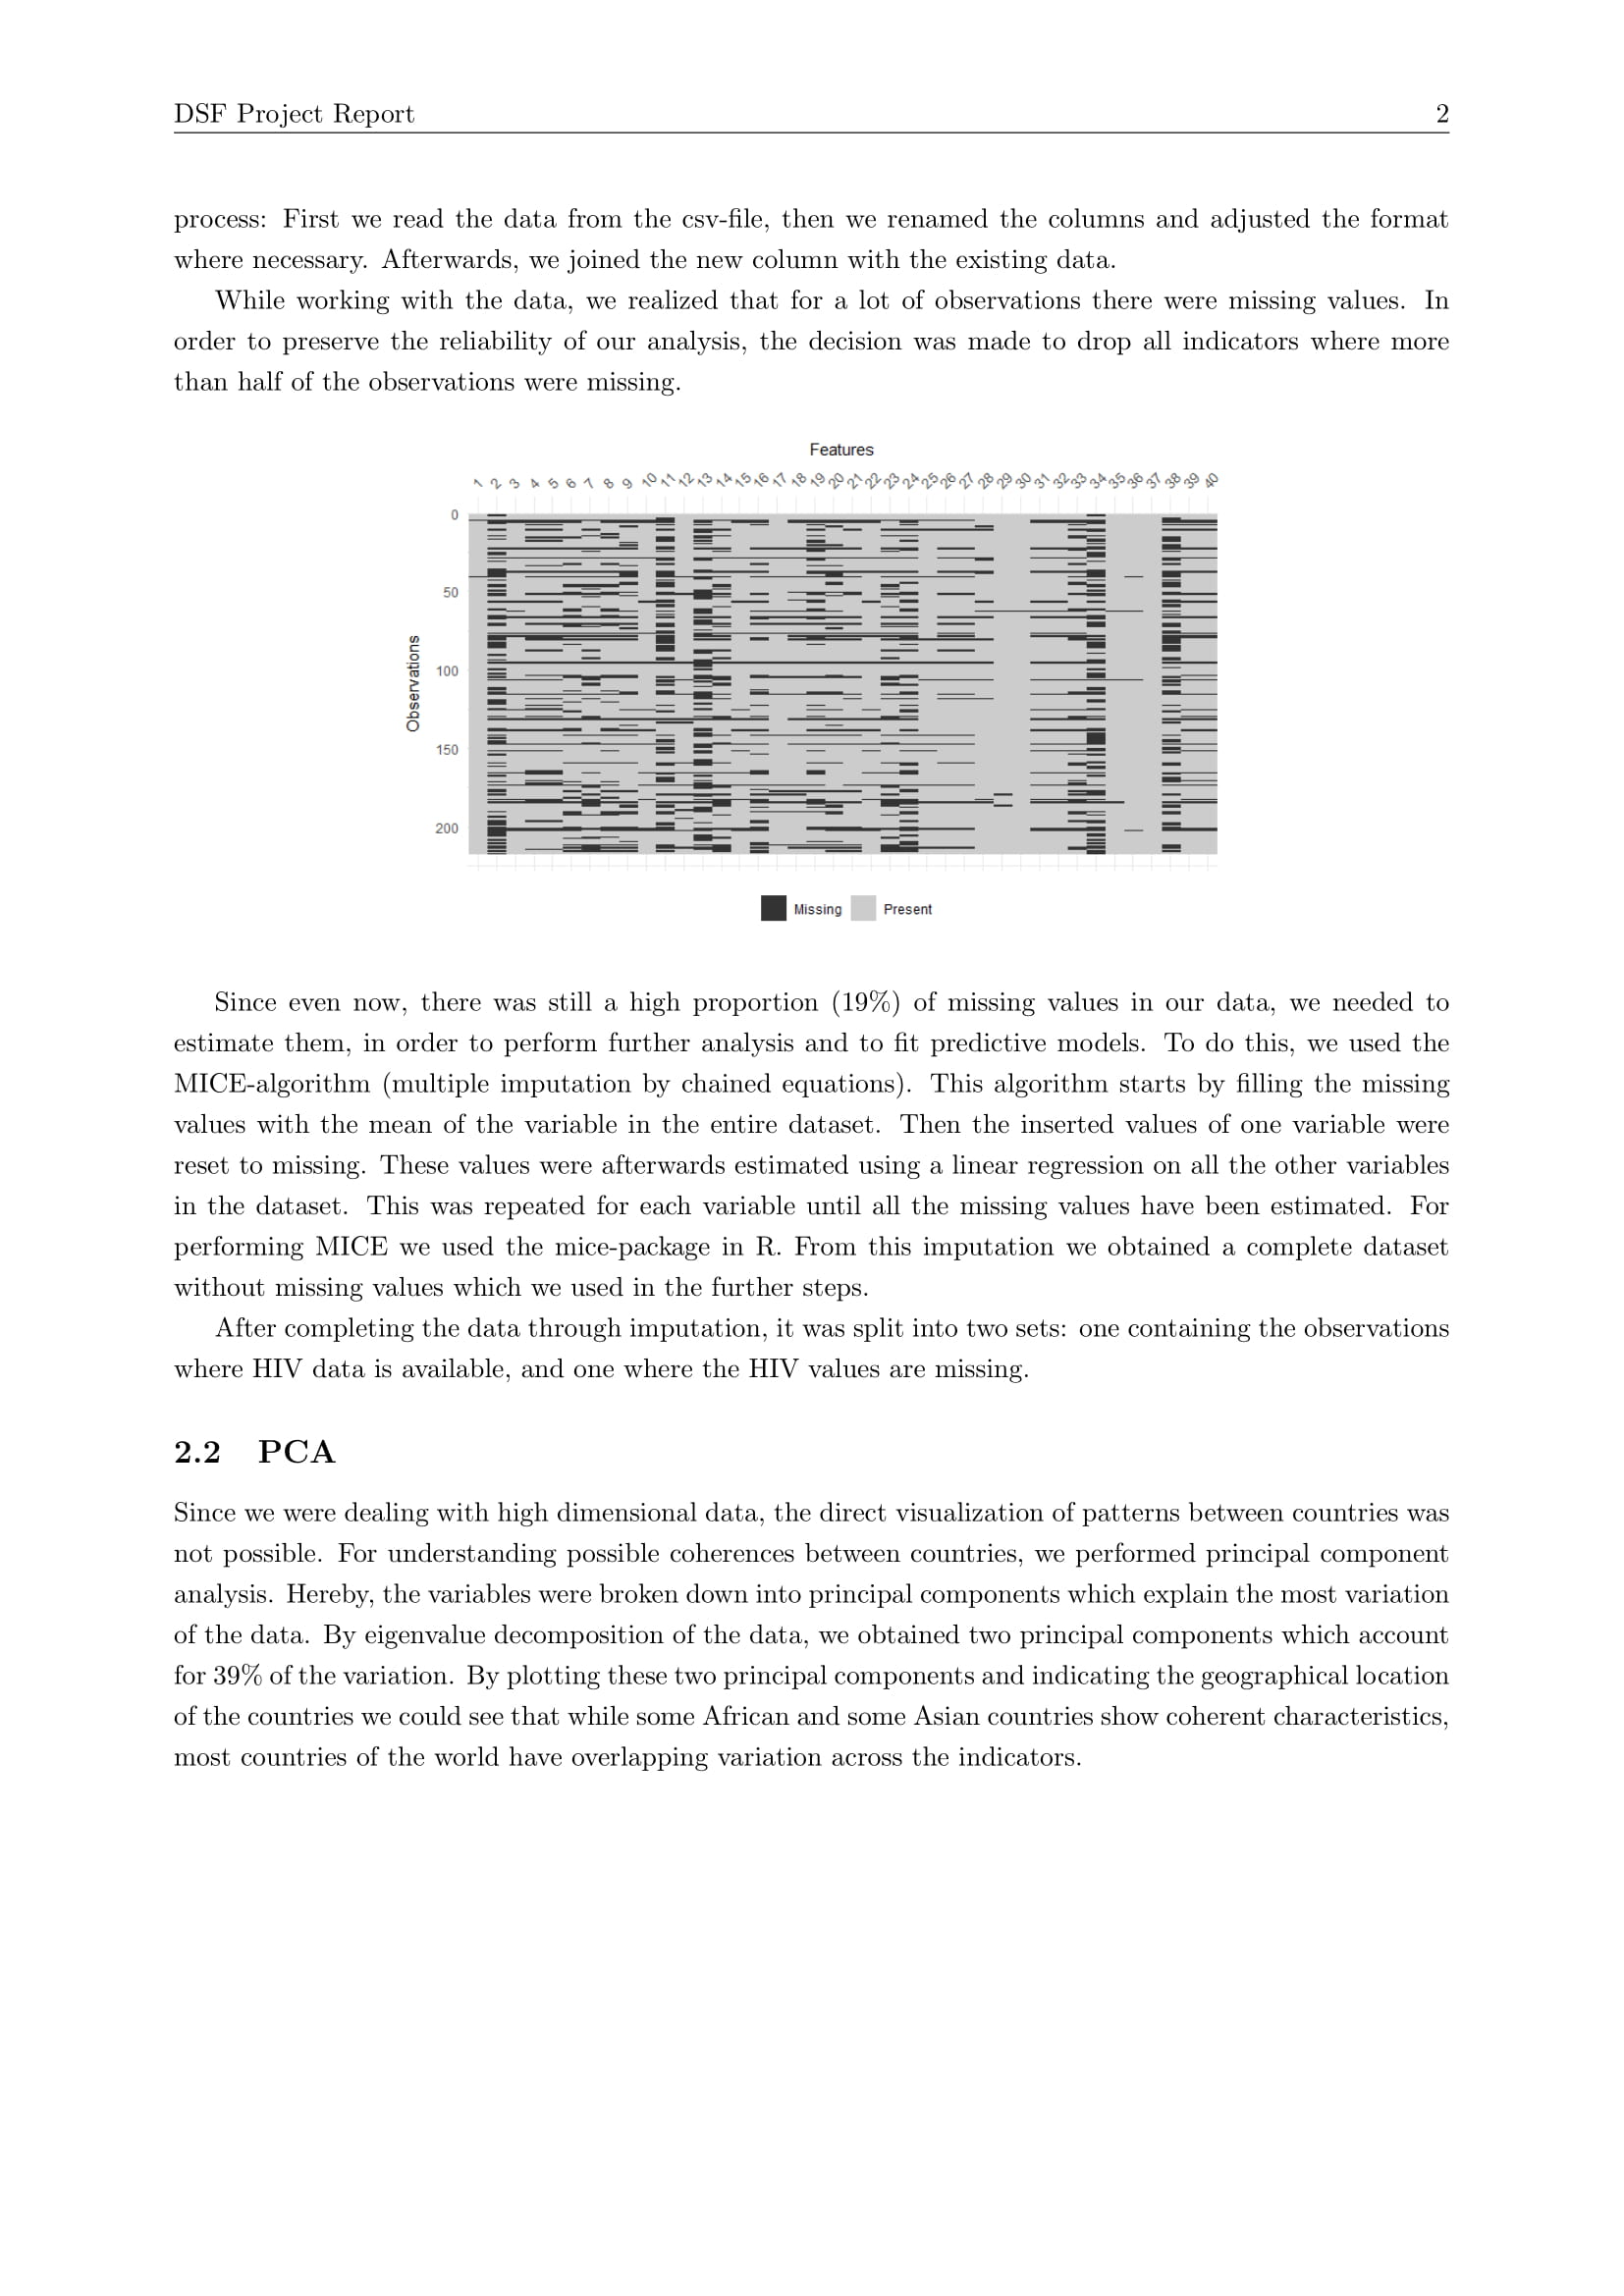 DSF Project Report 2
process: First we read the data from the csv-file, then we renamed the columns and adjusted the format
where necessary. Afterwards, we joined the new column with the existing data.
While working with the data, we realized that for a lot of observations there were missing values. In
order to preserve the reliability of our analysis, the decision was made to drop all indicators where more
than half of the observations were missing.
Features
1 2 3 4 5 6 7 8 9 10 11 12 13 14 15 16 17 18 19 20 21 22 23 24 25 26 27 28 29 30 31 32 33 34 35 36 37 38 39 40
0
50
100
150
200
Observations
Missing Present
Since even now, there was still a high proportion (19%) of missing values in our data, we needed to
estimate them, in order to perform further analysis and to fit predictive models. To do this, we used the
MICE-algorithm (multiple imputation by chained equations). This algorithm starts by filling the missing
values with the mean of the variable in the entire dataset. Then the inserted values of one variable were
reset to missing. These values were afterwards estimated using a linear regression on all the other variables
in the dataset. This was repeated for each variable until all the missing values have been estimated. For
performing MICE we used the mice-package in R. From this imputation we obtained a complete dataset
without missing values which we used in the further steps.
After completing the data through imputation, it was split into two sets: one containing the observations
where HIV data is available, and one where the HIV values are missing.
2.2 PCA
Since we were dealing with high dimensional data, the direct visualization of patterns between countries was
not possible. For understanding possible coherences between countries, we performed principal component
analysis. Hereby, the variables were broken down into principal components which explain the most variation
of the data. By eigenvalue decomposition of the data, we obtained two principal components which account
for 39% of the variation. By plotting these two principal components and indicating the geographical location
of the countries we could see that while some African and some Asian countries show coherent characteristics,
most countries of the world have overlapping variation across the indicators.